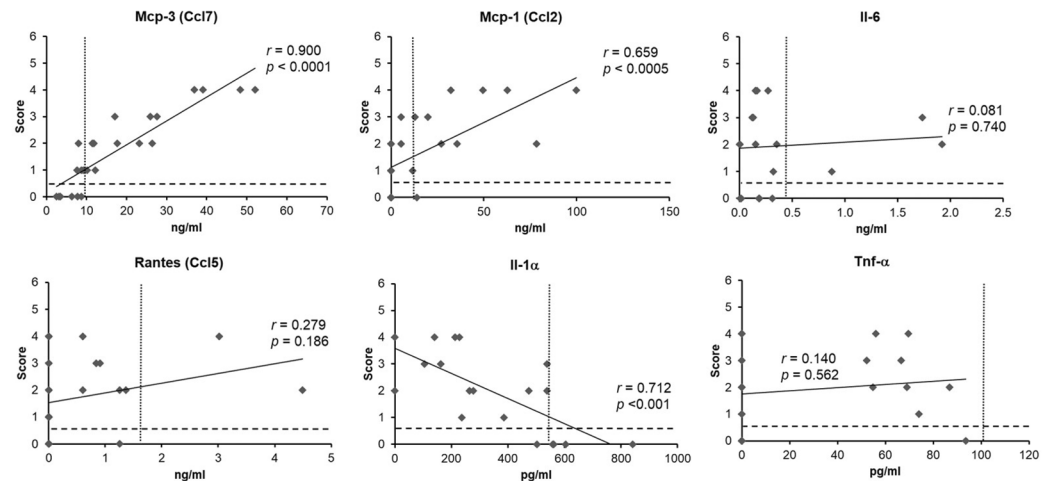 Mcp-3 (Ccl7)
6
5
4
3
2
1
0
Score
r = 0.900
p < 0.0001
0 10 20 30 40 50 60 70
ng/ml
Mcp-1 (Ccl2)
6
5
4
3
2
1
0
Score
r = 0.659
p < 0.0005
0 50 100 150
ng/ml
Il-6
6
5
4
3
2
1
0
Score
r = 0.081
p = 0.740
0.0 0.5 1.0 1.5 2.0 2.5
ng/ml
Rantes (Ccl5)
6
5
4
3
2
1
0
Score
r = 0.279
p = 0.186
0 1 2 3 4 5
ng/ml
Il-1α
6
5
4
3
2
1
0
Score
r = 0.712
p <0.001
0 200 400 600 800 1000
pg/ml
Tnf-α
6
5
4
3
2
1
0
Score
r = 0.140
p = 0.562
0 20 40 60 80 100 120
pg/ml